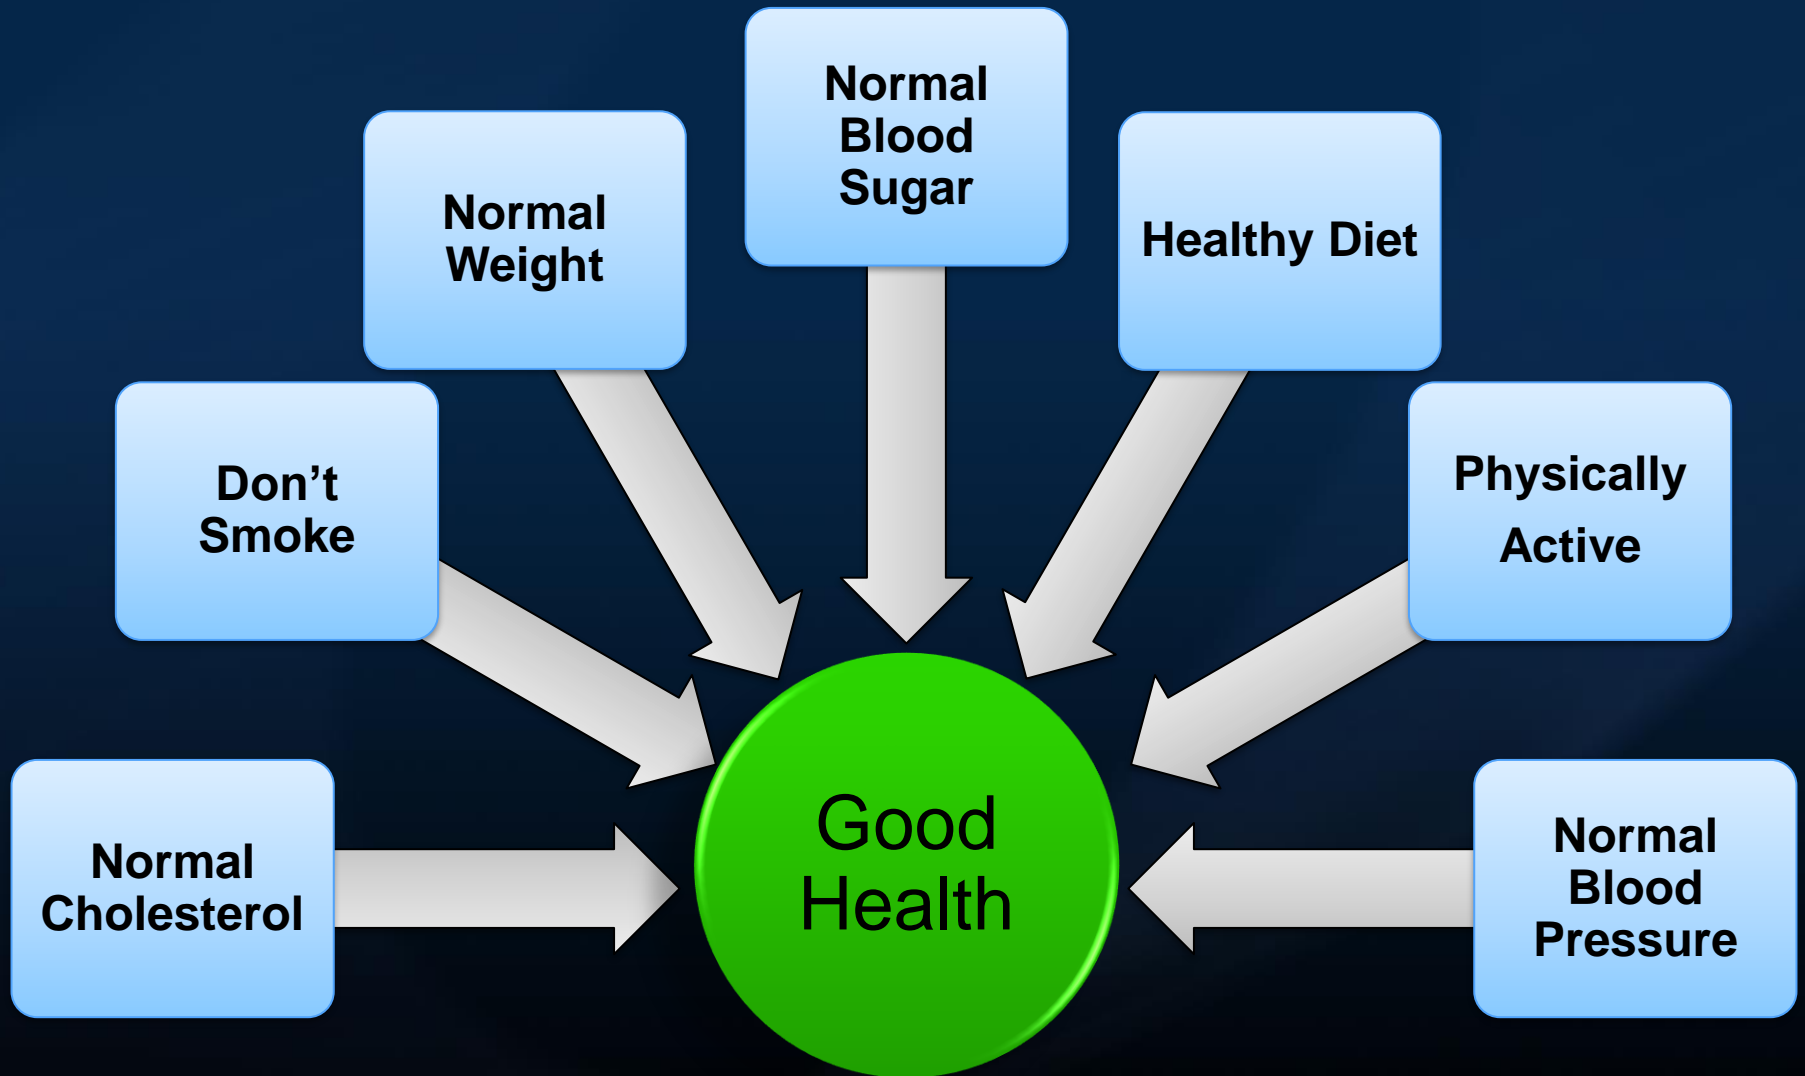 Normal
Blood
Sugar
Normal
Weight
Healthy Diet
Don’t
Smoke
Physically
Active
Normal
Cholesterol
Good
Health
Normal
Blood
Pressure